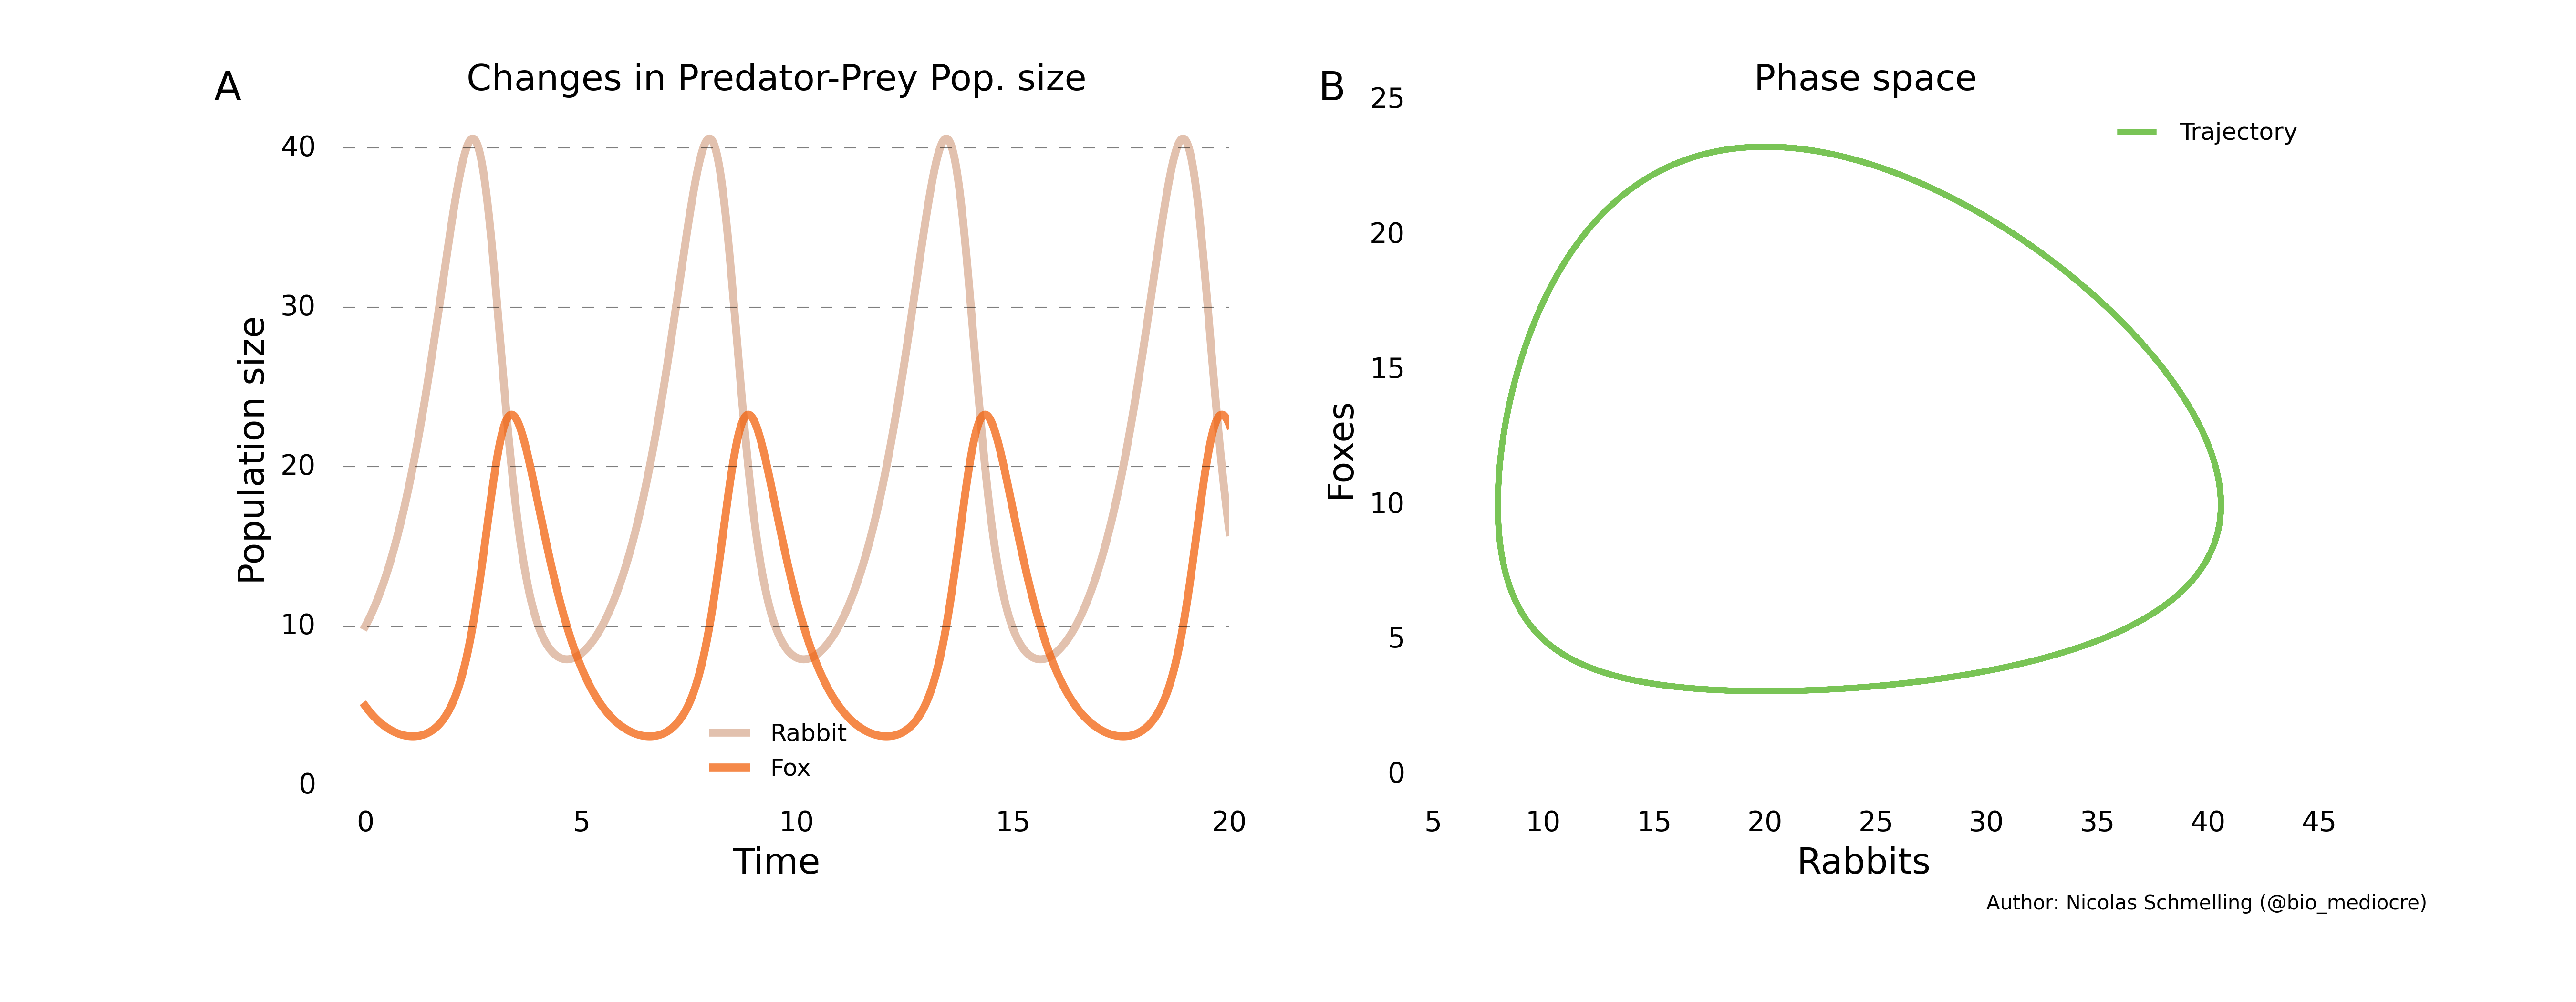 A
Changes in Predator-Prey Pop. size
Population size
40
30
20
10
0
Rabbit
Fox
0 5 10 15 20
Time
B
Phase space
Trajectory
Foxes
25
20
15
10
5
0
5 10 15 20 25 30 35 40 45
Rabbits
Author: Nicolas Schmelling (@bio_mediocre)